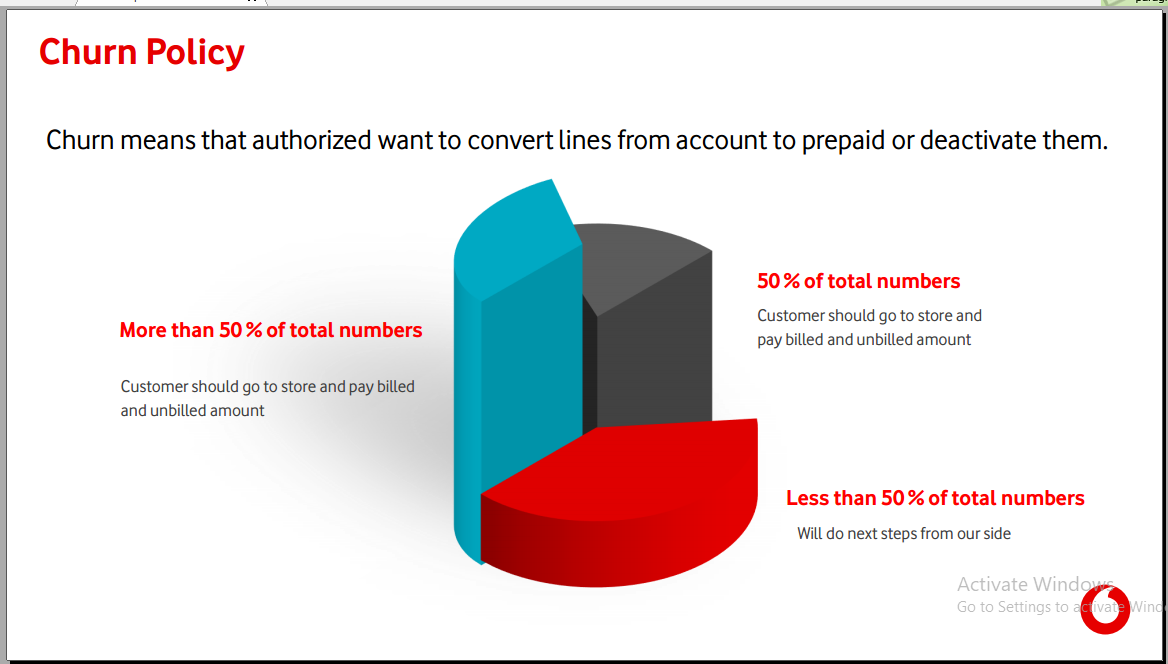 Churn Policy
Churn means that authorized want to convert lines from account to prepaid or deactivate them.
50 % of total numbers
Customer should go to store and
pay billed and unbilled amount
More than 50 % of total numbers
Customer should go to store and pay billed
and unbilled amount
Less than 50 % of total numbers
Will do next steps from our side
Activate Windows
Go to Settings to activate